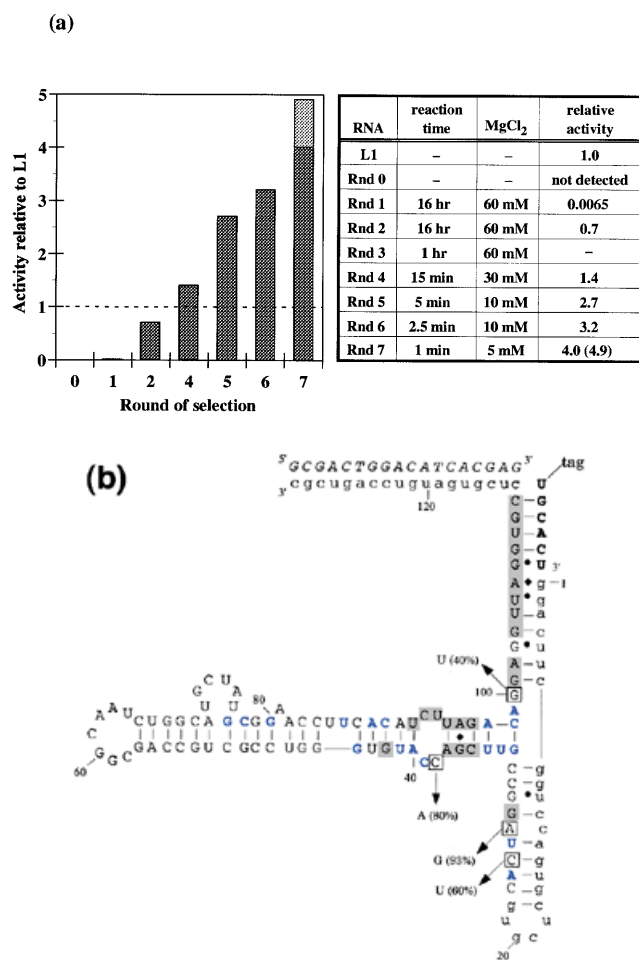 (a)
5
4
3
2
1
0
Activity relative to L1
0 1 2 4 5 6 7
Round of selection
RNA reaction time MgCl2 relative activity
L1 – – 1.0
Rnd 0 – – not detected
Rnd 1 16 hr 60 mM 0.0065
Rnd 2 16 hr 60 mM 0.7
Rnd 3 1 hr 60 mM –
Rnd 4 15 min 30 mM 1.4
Rnd 5 5 min 10 mM 2.7
Rnd 6 2.5 min 10 mM 3.2
Rnd 7 1 min 5 mM 4.0 (4.9)
(b)
5' GCGACTGGACATCACGAG 3'
tag
3' cgcugaccuguagugcuc
120
U (40%)
100
80
60
40
A (80%)
G (93%)
U (60%)
20